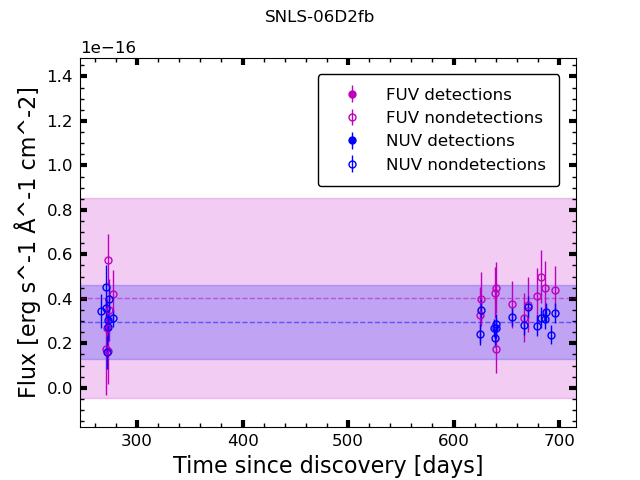 SNLS-06D2fb
1e−16
1.4
1.2
1.0
0.8
0.6
0.4
0.2
0.0
Flux [erg s^-1 Å^-1 cm^-2]
FUV detections
FUV nondetections
NUV detections
NUV nondetections
300 400 500 600 700
Time since discovery [days]